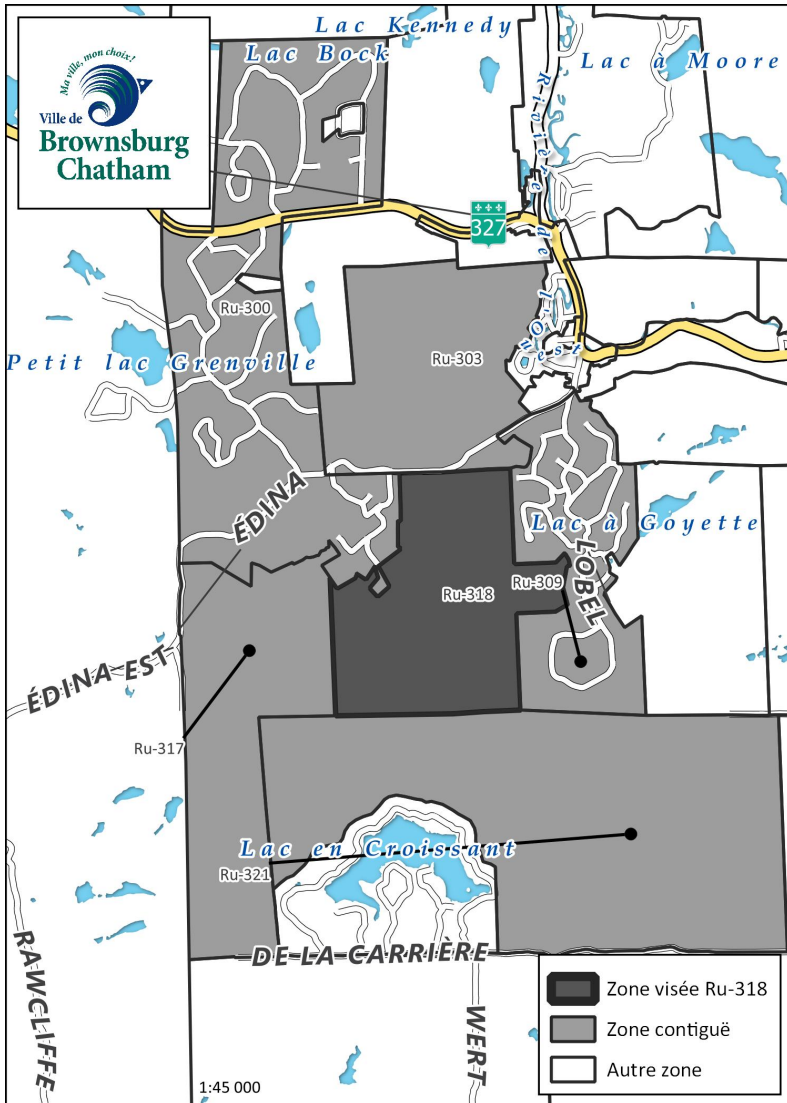 Ma ville, mon choix!
Ville de
Brownsburg
Chatham
Lac Kennedy
Lac Bock
Lac à Moore
Rivière de l'Ouest
327
Ru-300
Ru-303
Petit lac Grenville
ÉDINA
Lac à Goyette
LOBEL
Ru-309
Ru-318
ÉDINA EST
Ru-317
Lac en Croissant
Ru-321
DE LA CARRIÈRE
RAWCLIFFE
WERT
Zone visée Ru-318
Zone contiguë
Autre zone
1:45 000